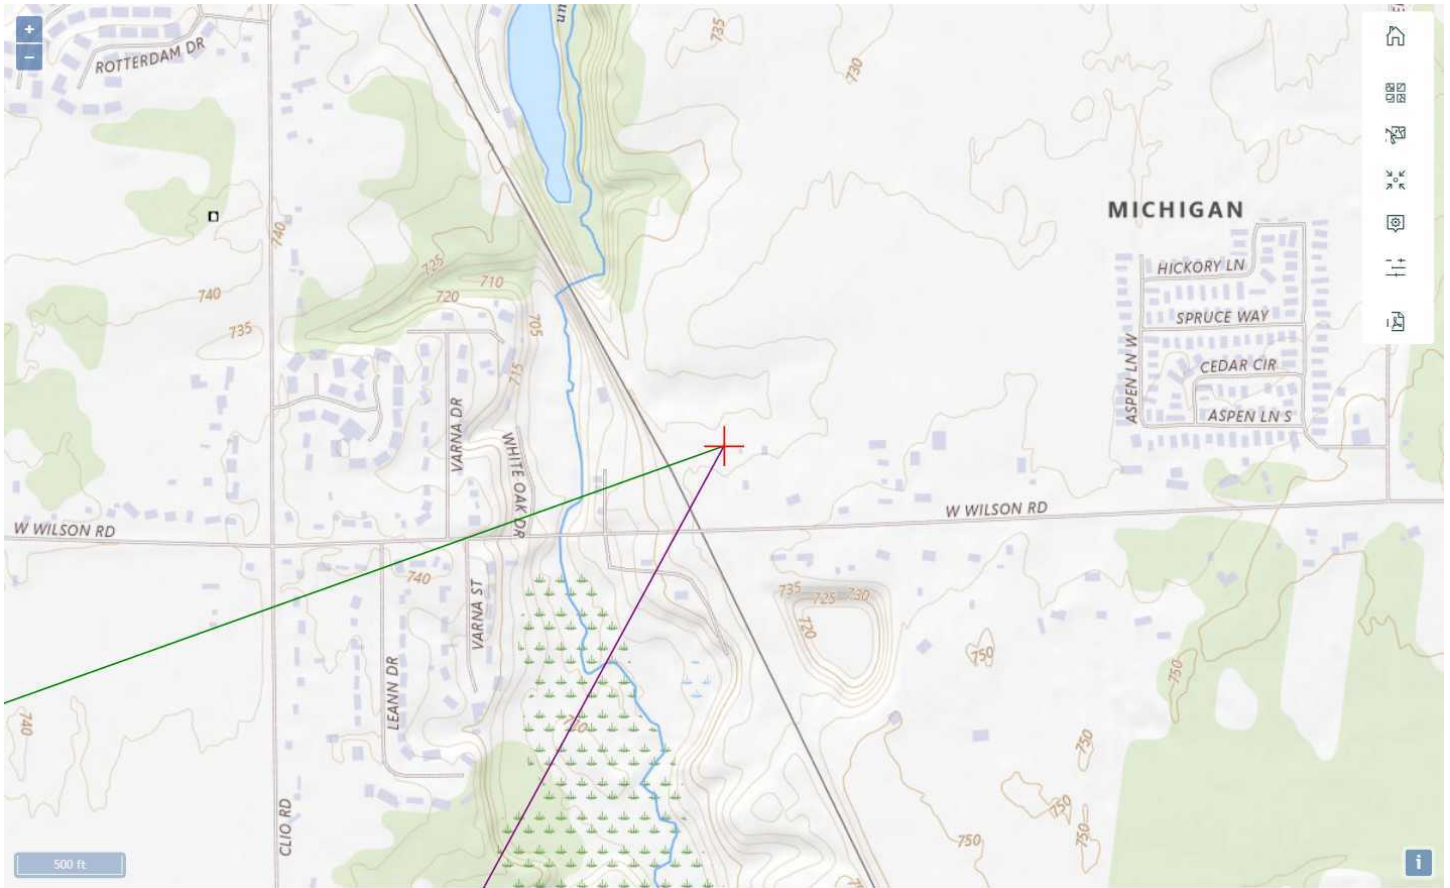 +
−
ROTTERDAM DR
735
730
MICHIGAN
740
725
710
740
720
705
735
715
HICKORY LN
SPRUCE WAY
CEDAR CIR
ASPEN LN W
ASPEN LN S
VARNA DR
WHITE OAK DR
W WILSON RD
W WILSON RD
740
VARNA ST
735
725
730
720
750
750
LEANN DR
740
750
CLIO RD
750
750
750
500 ft
i